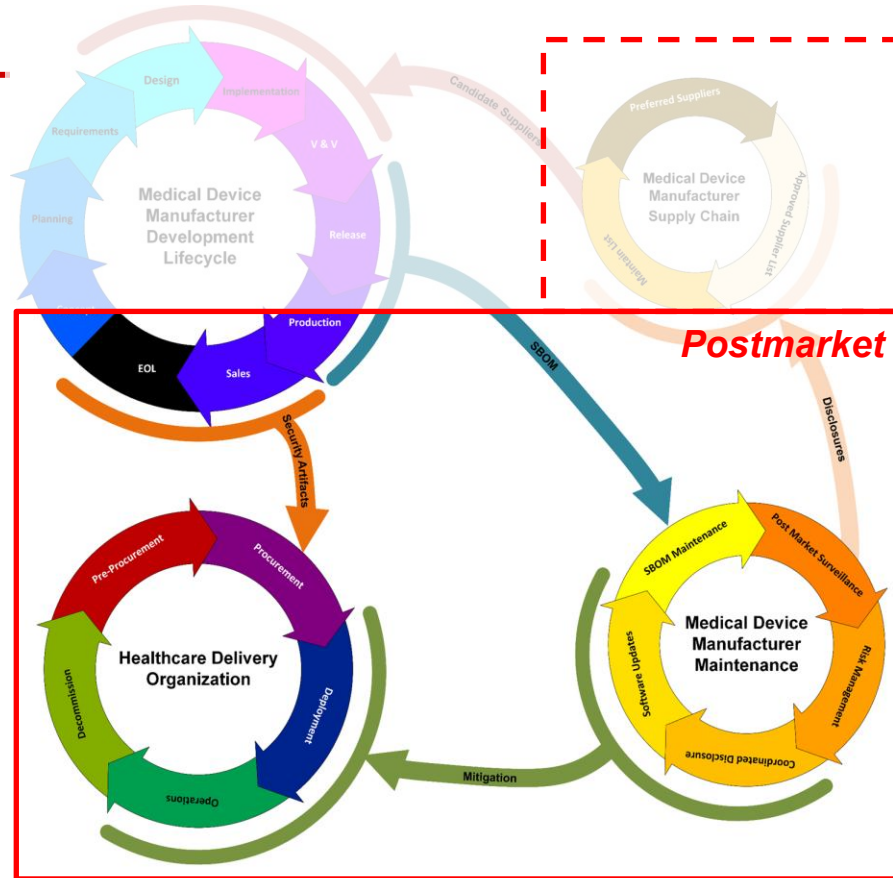 Design
Implementation
Requirements
V & V
Planning
Release
Production
Sales
EOL
Medical Device
Manufacturer
Development
Lifecycle
Candidate Suppliers
Preferred Suppliers
Approved Supplier List
Maintain List
Medical Device
Manufacturer
Supply Chain
Postmarket
SBOM
Disclosures
Security Artifacts
Pre-Procurement
Procurement
Deployment
Operations
Decommission
Healthcare Delivery
Organization
SBOM Maintenance
Post Market Surveillance
Risk Management
Coordinated Disclosure
Software Updates
Medical Device
Manufacturer
Maintenance
Mitigation